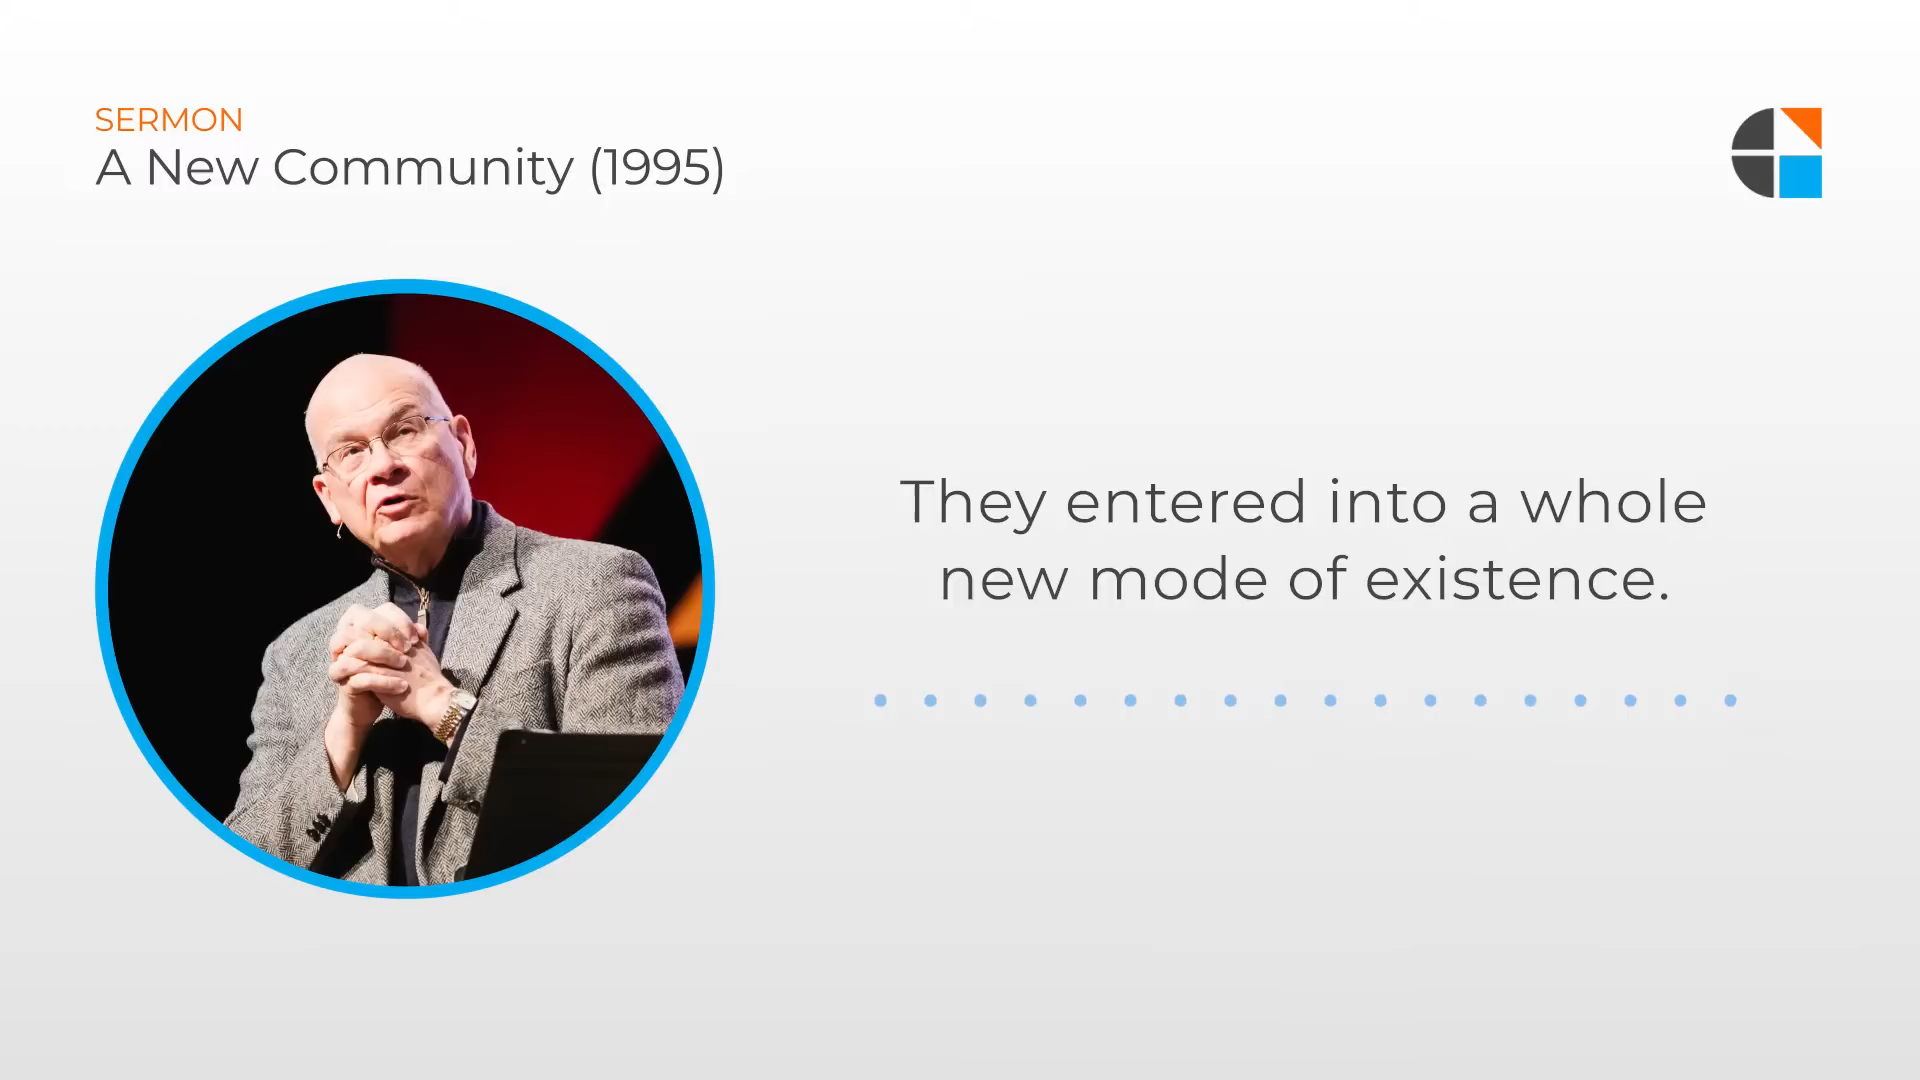 SERMON
A New Community (1995)
They entered into a whole
new mode of existence.